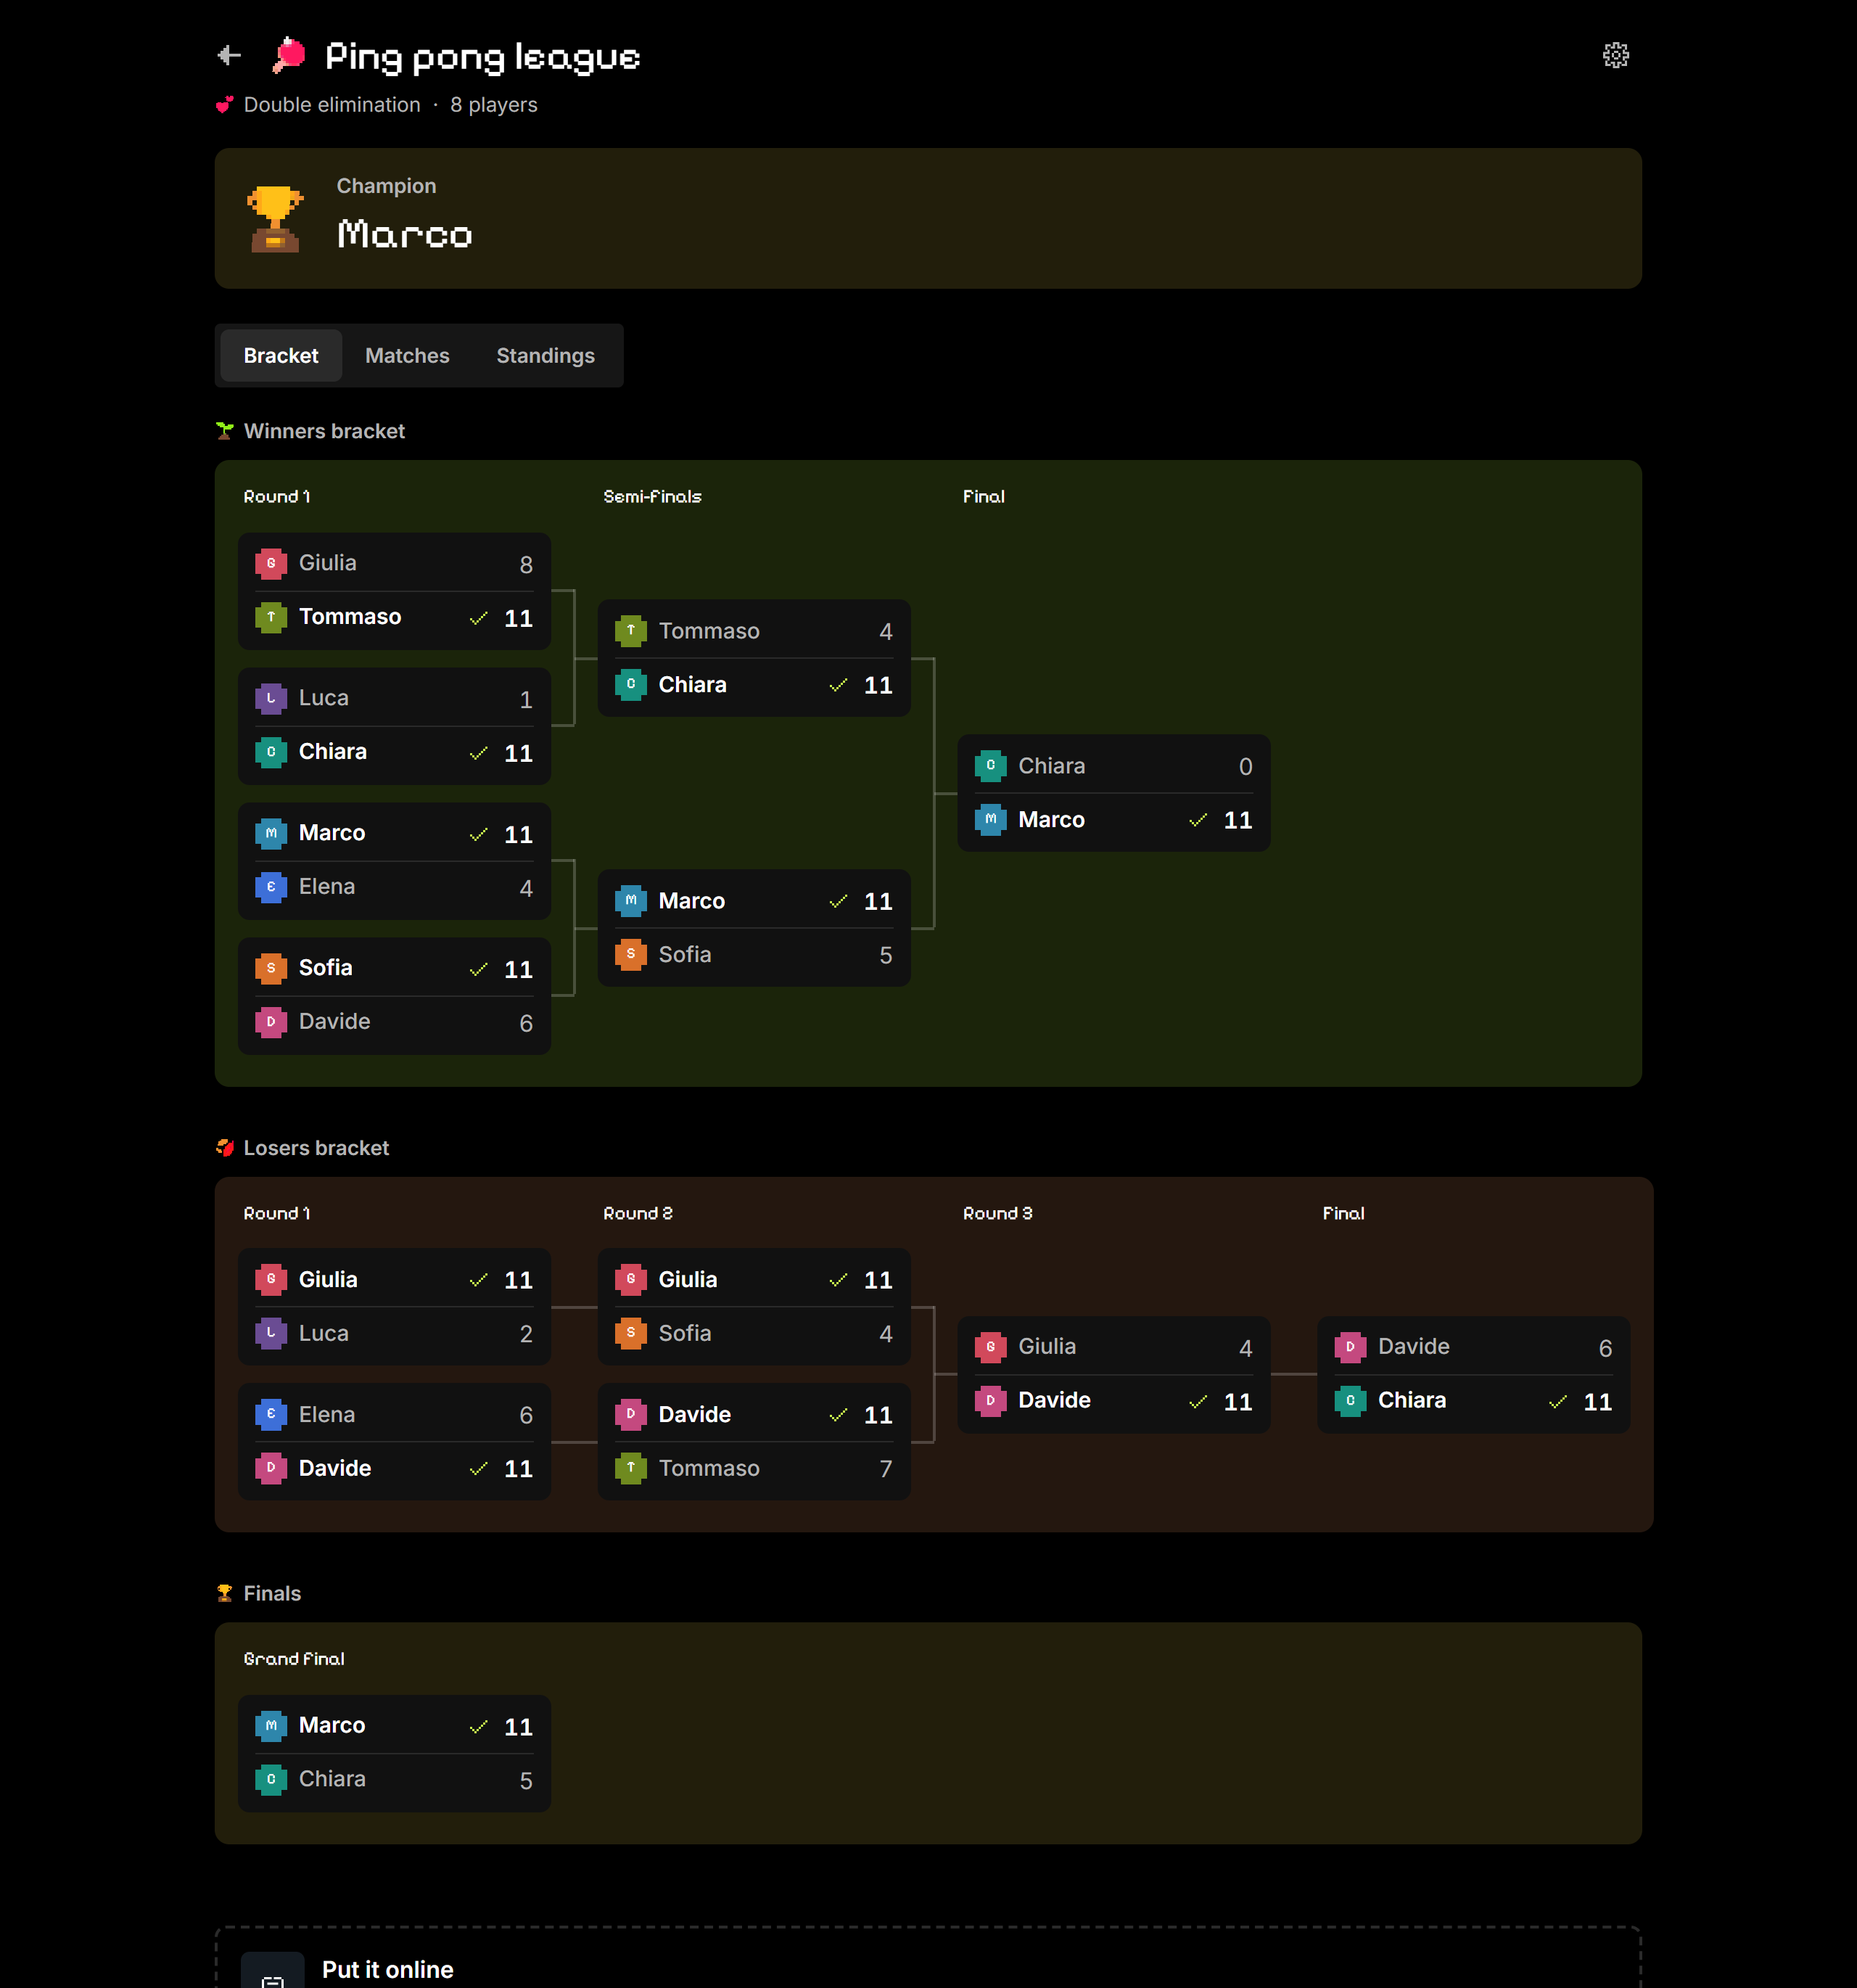 Ping pong league
Double elimination · 8 players
Champion
Marco
Bracket Matches Standings
Winners bracket
Round 1 Semi-finals Final
G Giulia 8
T Tommaso 11
L Luca 1
C Chiara 11
M Marco 11
E Elena 4
S Sofia 11
D Davide 6
T Tommaso 4
C Chiara 11
M Marco 11
S Sofia 5
C Chiara 0
M Marco 11
Losers bracket
Round 1 Round 2 Round 3 Final
G Giulia 11
L Luca 2
E Elena 6
D Davide 11
G Giulia 11
S Sofia 4
D Davide 11
T Tommaso 7
G Giulia 4
D Davide 11
D Davide 6
C Chiara 11
Finals
Grand final
M Marco 11
C Chiara 5
Put it online